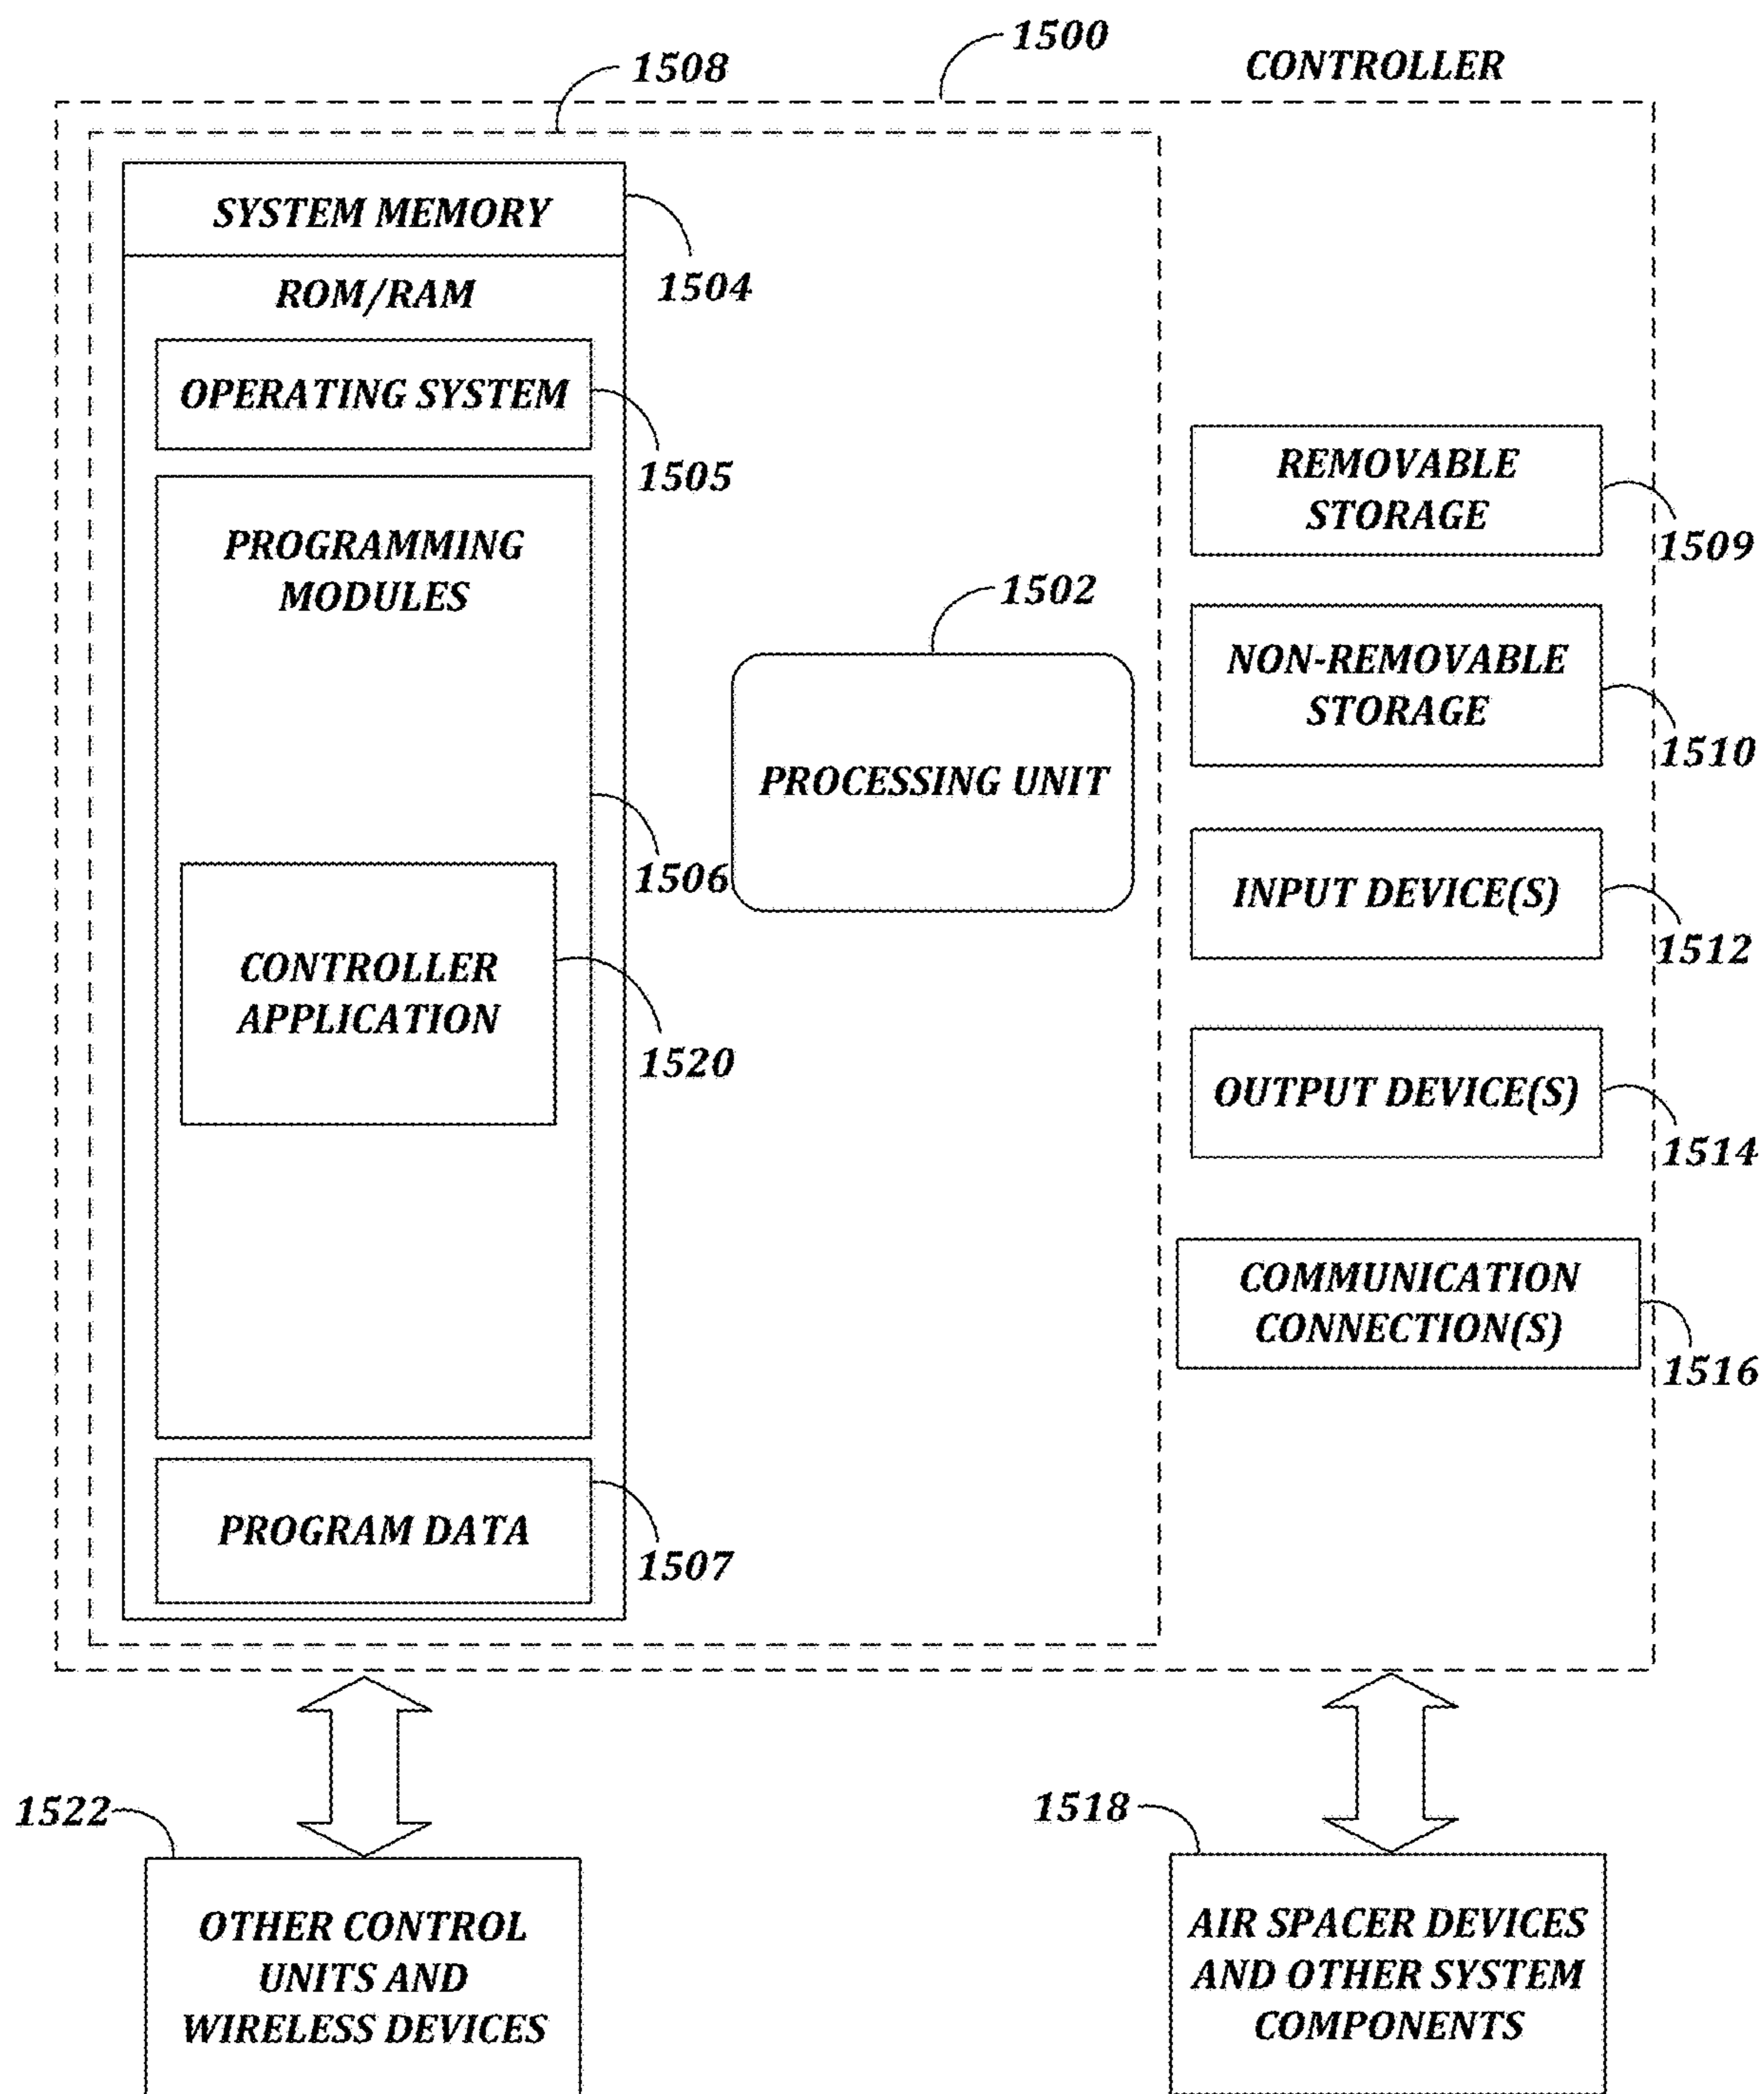 1500
CONTROLLER
1508
SYSTEM MEMORY
1504
ROM/RAM
OPERATING SYSTEM
1505
PROGRAMMING
MODULES
1506
CONTROLLER
APPLICATION
1520
PROGRAM DATA
1507
1502
PROCESSING UNIT
REMOVABLE
STORAGE
1509
NON-REMOVABLE
STORAGE
1510
INPUT DEVICE(S)
1512
OUTPUT DEVICE(S)
1514
COMMUNICATION
CONNECTION(S)
1516
1522
OTHER CONTROL
UNITS AND
WIRELESS DEVICES
1518
AIR SPACER DEVICES
AND OTHER SYSTEM
COMPONENTS